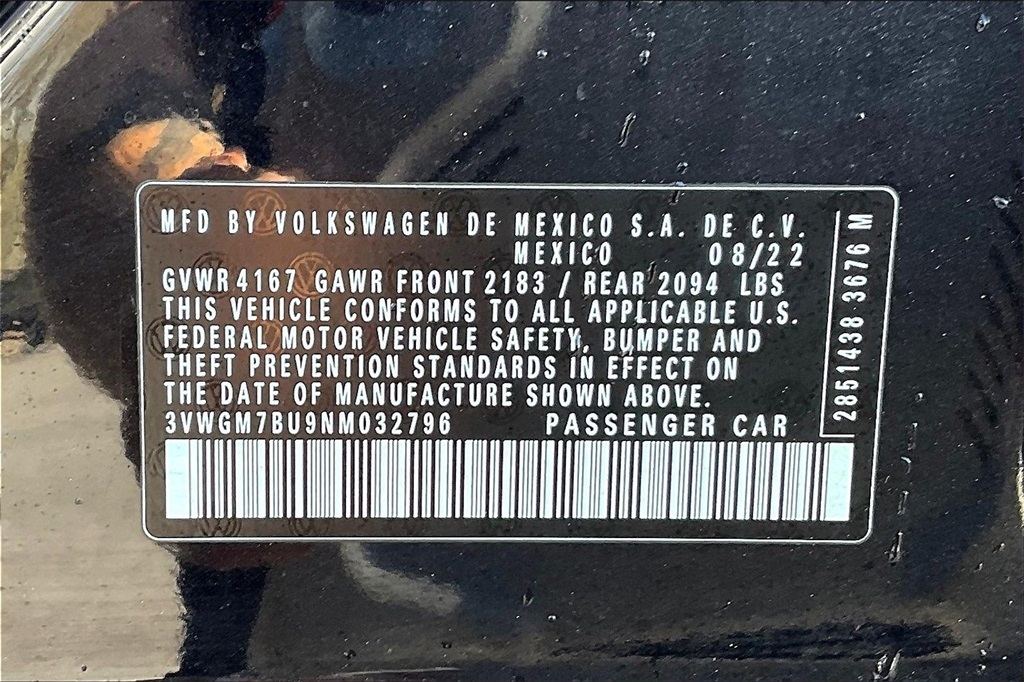 MFD BY VOLKSWAGEN DE MEXICO S.A. DE C.V.
MEXICO 08/22
GVWR 4167 GAWR FRONT 2183 / REAR 2094 LBS
THIS VEHICLE CONFORMS TO ALL APPLICABLE U.S.
FEDERAL MOTOR VEHICLE SAFETY, BUMPER AND
THEFT PREVENTION STANDARDS IN EFFECT ON
THE DATE OF MANUFACTURE SHOWN ABOVE.
3VWGM7BU9NM032796 PASSENGER CAR
2851438 3676 M